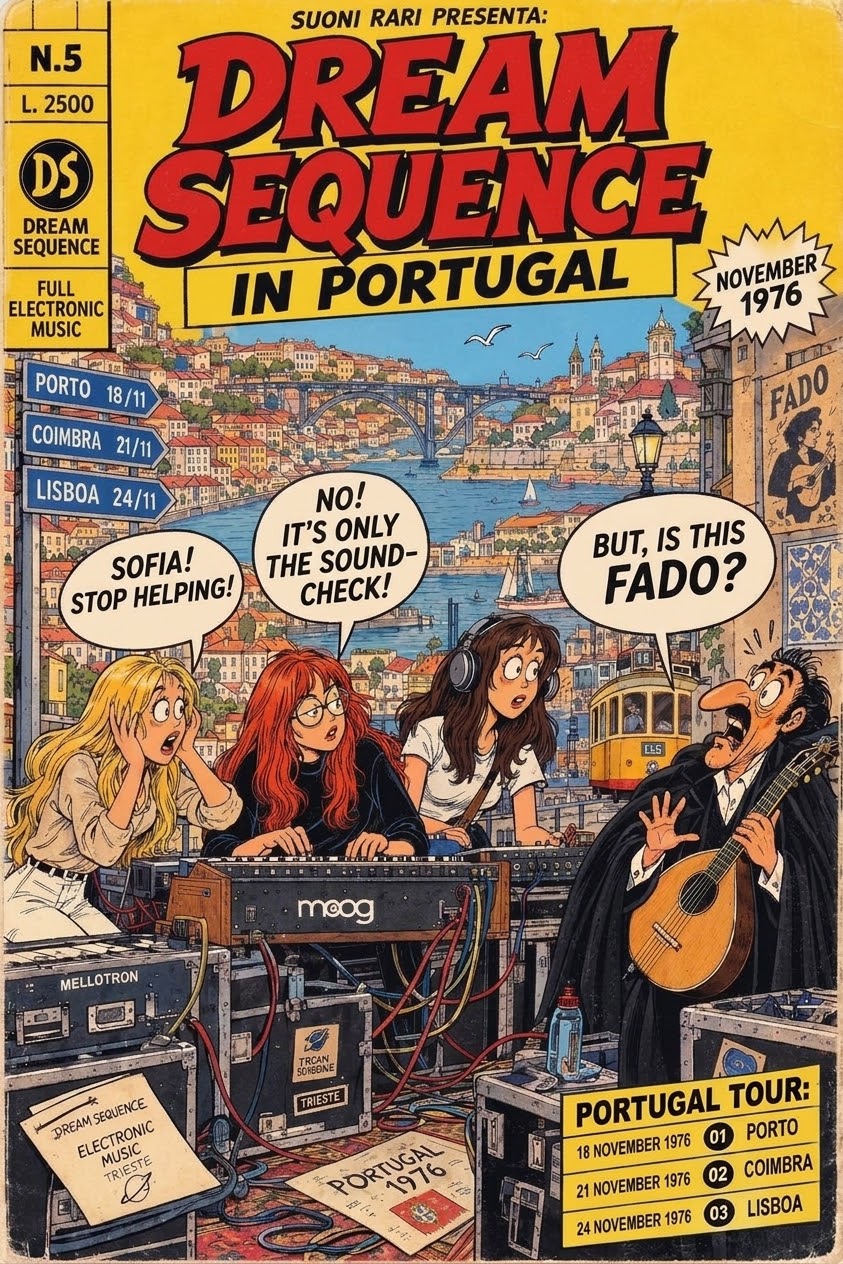 SUONI RARI PRESENTA:
DREAM
SEQUENCE
IN PORTUGAL
N.5
L. 2500
DS
DREAM
SEQUENCE
FULL
ELECTRONIC
MUSIC
NOVEMBER
1976
PORTO 18/11
COIMBRA 21/11
LISBOA 24/11
FADO
SOFIA!
STOP HELPING!
NO!
IT'S ONLY
THE SOUND-
CHECK!
BUT, IS THIS
FADO?
moog
MELLOTRON
TRCAN
SORBONE
TRIESTE
DREAM SEQUENCE
ELECTRONIC
MUSIC
TRIESTE
PORTUGAL
1976
PORTUGAL TOUR:
18 NOVEMBER 1976 01 PORTO
21 NOVEMBER 1976 02 COIMBRA
24 NOVEMBER 1976 03 LISBOA